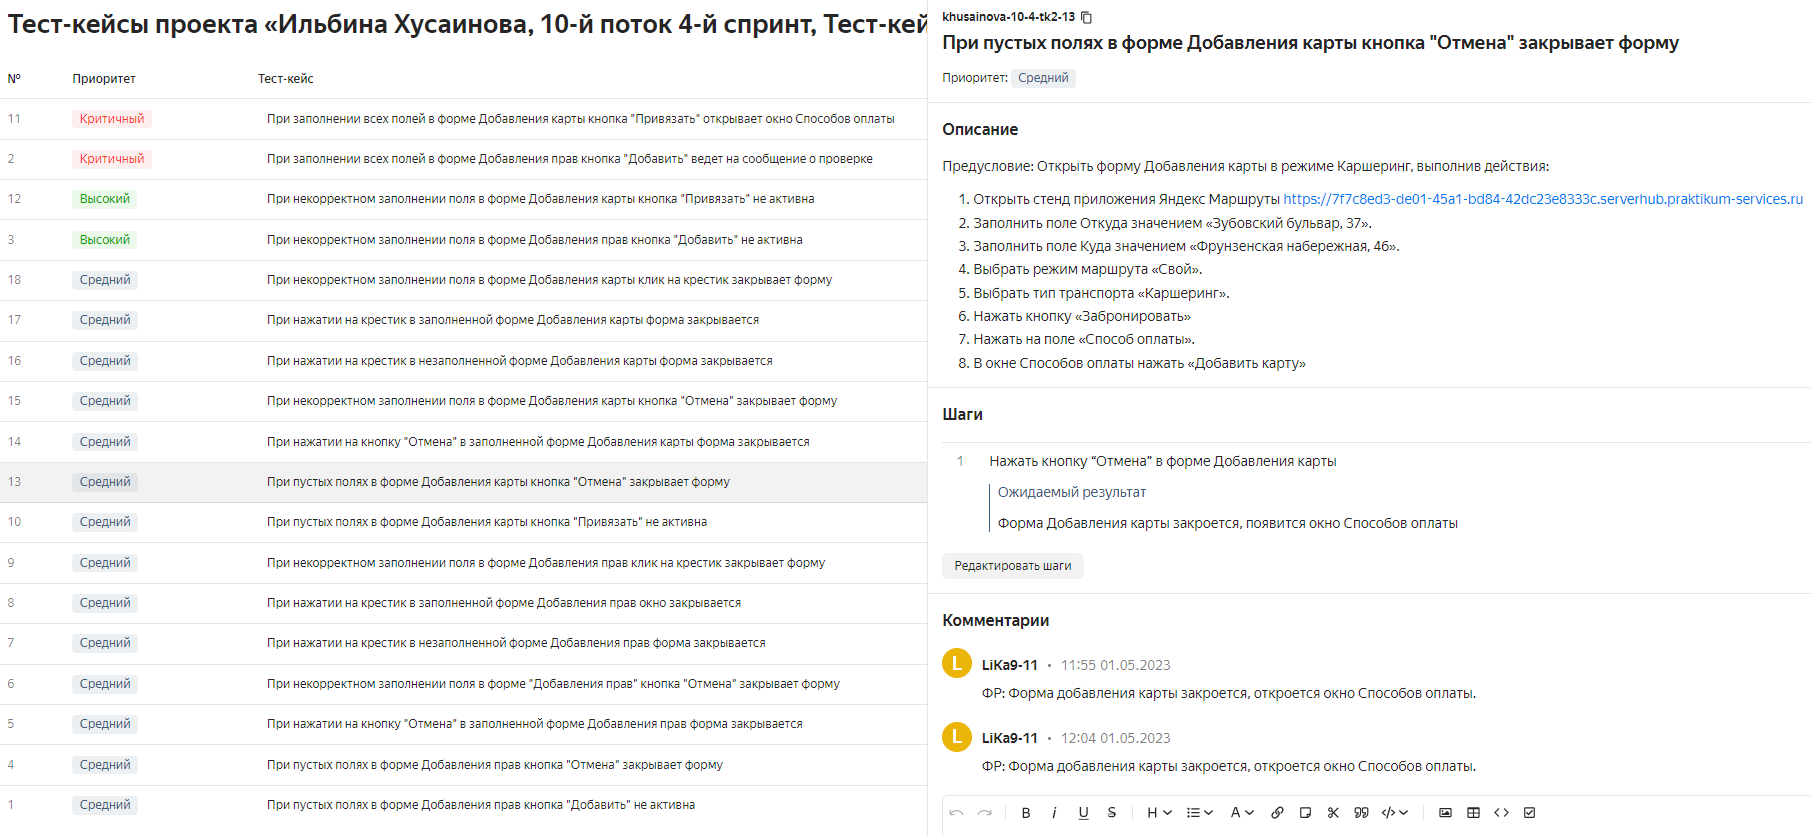 Тест-кейсы проекта «Ильбина Хусаинова, 10-й поток 4-й спринт, Тест-кей
№ Приоритет Тест-кейс
11 Критичный При заполнении всех полей в форме Добавления карты кнопка "Привязать" открывает окно Способов оплаты
2 Критичный При заполнении всех полей в форме Добавления прав кнопка "Добавить" ведет на сообщение о проверке
12 Высокий При некорректном заполнении поля в форме Добавления карты кнопка "Привязать" не активна
3 Высокий При некорректном заполнении поля в форме Добавления прав кнопка "Добавить" не активна
18 Средний При некорректном заполнении поля в форме Добавления карты клик на крестик закрывает форму
17 Средний При нажатии на крестик в заполненной форме Добавления карты форма закрывается
16 Средний При нажатии на крестик в незаполненной форме Добавления карты форма закрывается
15 Средний При некорректном заполнении поля в форме Добавления карты кнопка "Отмена" закрывает форму
14 Средний При нажатии на кнопку "Отмена" в заполненной форме Добавления карты форма закрывается
13 Средний При пустых полях в форме Добавления карты кнопка "Отмена" закрывает форму
10 Средний При пустых полях в форме Добавления карты кнопка "Привязать" не активна
9 Средний При некорректном заполнении поля в форме Добавления прав клик на крестик закрывает форму
8 Средний При нажатии на крестик в заполненной форме Добавления прав окно закрывается
7 Средний При нажатии на крестик в незаполненной форме Добавления прав форма закрывается
6 Средний При некорректном заполнении поля в форме "Добавления прав" кнопка "Отмена" закрывает форму
5 Средний При нажатии на кнопку "Отмена" в заполненной форме Добавления прав форма закрывается
4 Средний При пустых полях в форме Добавления прав кнопка "Отмена" закрывает форму
1 Средний При пустых полях в форме Добавления прав кнопка "Добавить" не активна
khusainova-10-4-tk2-13
При пустых полях в форме Добавления карты кнопка "Отмена" закрывает форму
Приоритет: Средний
Описание
Предусловие: Открыть форму Добавления карты в режиме Каршеринг, выполнив действия:
1. Открыть стенд приложения Яндекс Маршруты https://7f7c8ed3-de01-45a1-bd84-42dc23e8333c.serverhub.praktikum-services.ru
2. Заполнить поле Откуда значением «Зубовский бульвар, 37».
3. Заполнить поле Куда значением «Фрунзенская набережная, 46».
4. Выбрать режим маршрута «Свой».
5. Выбрать тип транспорта «Каршеринг».
6. Нажать кнопку «Забронировать»
7. Нажать на поле «Способ оплаты».
8. В окне Способов оплаты нажать «Добавить карту»
Шаги
1 Нажать кнопку “Отмена” в форме Добавления карты
Ожидаемый результат
Форма Добавления карты закроется, появится окно Способов оплаты
Редактировать шаги
Комментарии
L LiKa9-11 • 11:55 01.05.2023
ФР: Форма добавления карты закроется, откроется окно Способов оплаты.
L LiKa9-11 • 12:04 01.05.2023
ФР: Форма добавления карты закроется, откроется окно Способов оплаты.
B i U S H A